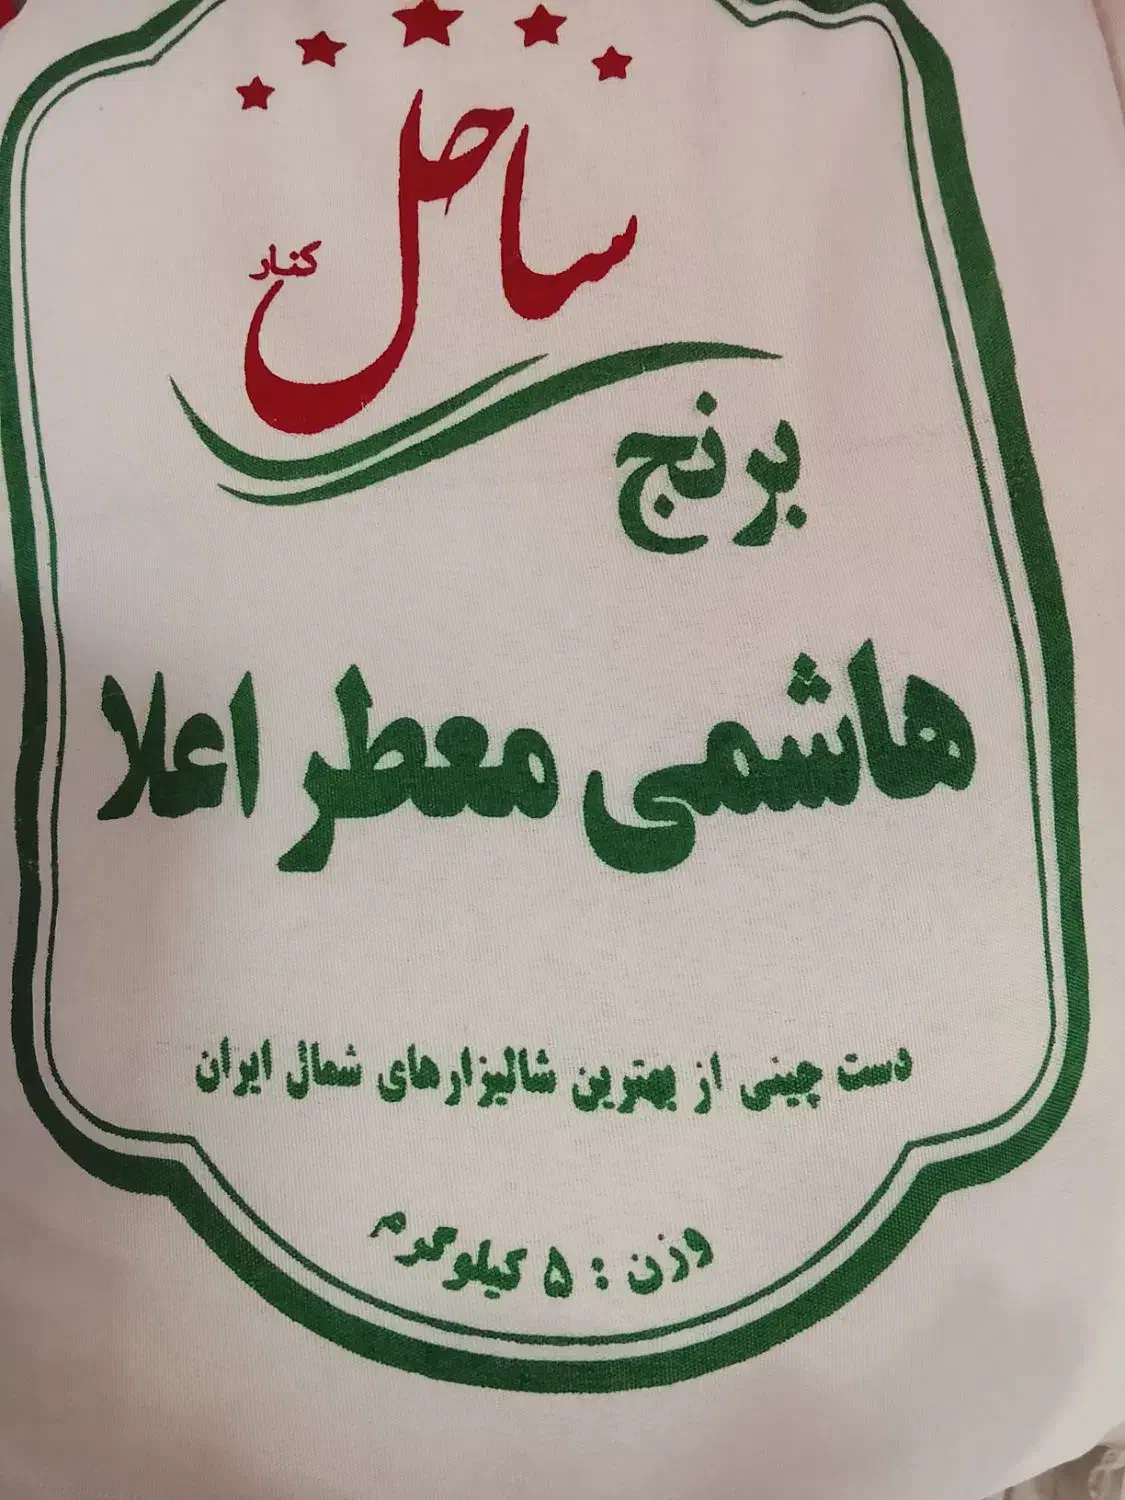 ساحل
کنار
برنج
هاشمی معطر اعلا
دست چینی از بهترین شالیزارهای شمال ایران
وزن : ۵ کیلوگرم